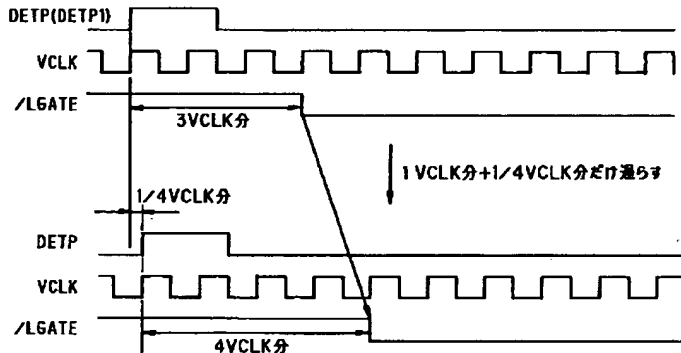 DETP(DETP1)
VCLK
/LGATE
3VCLK分
1VCLK分+1/4VCLK分だけ遅らす
1/4VCLK分
DETP
VCLK
/LGATE
4VCLK分